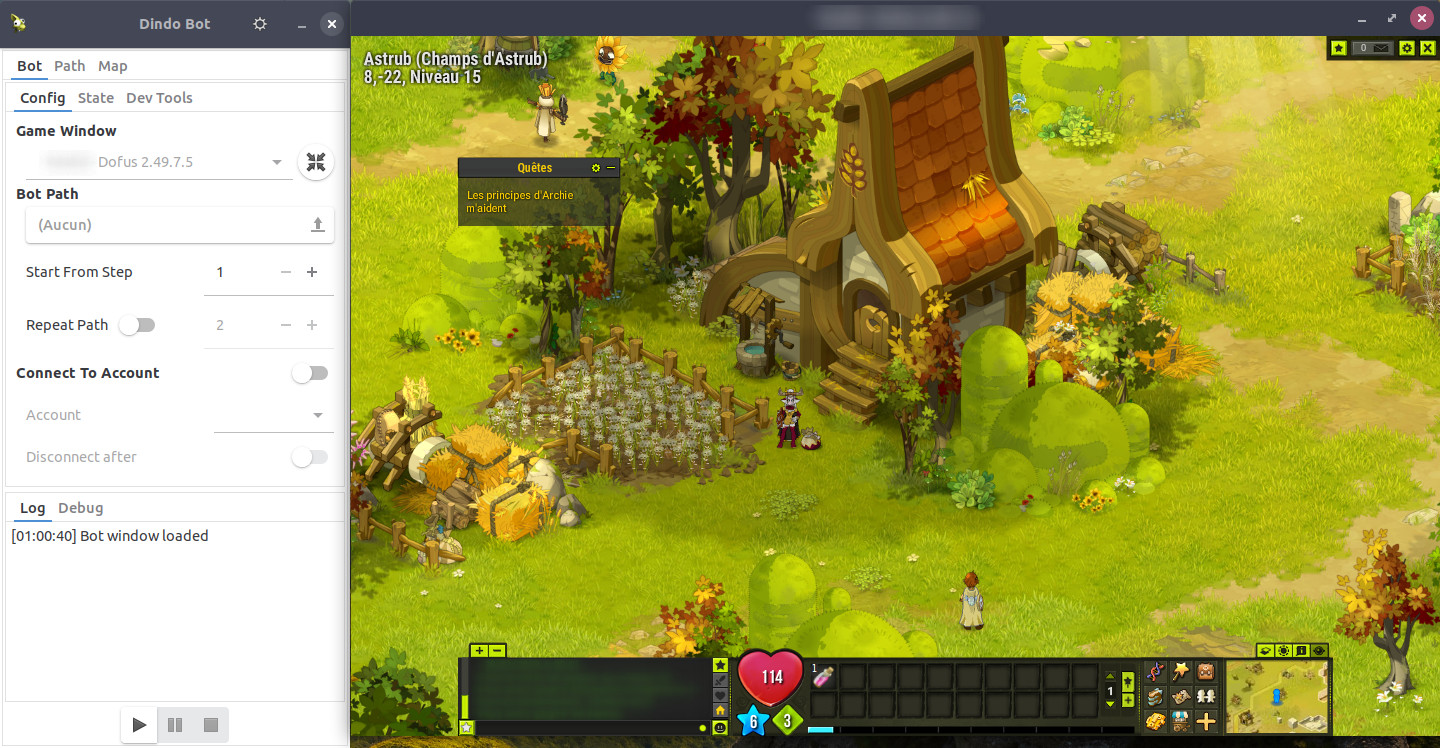 Dindo Bot
Bot Path Map
Config State Dev Tools
Game Window
Dofus 2.49.7.5
Bot Path
(Aucun)
Start From Step 1
Repeat Path 2
Connect To Account
Account
Disconnect after
Log Debug
[01:00:40] Bot window loaded
Astrub (Champs d'Astrub)
8,-22, Niveau 15
0
Quêtes
Les principes d'Archie
m'aident
114
6 3
1
1